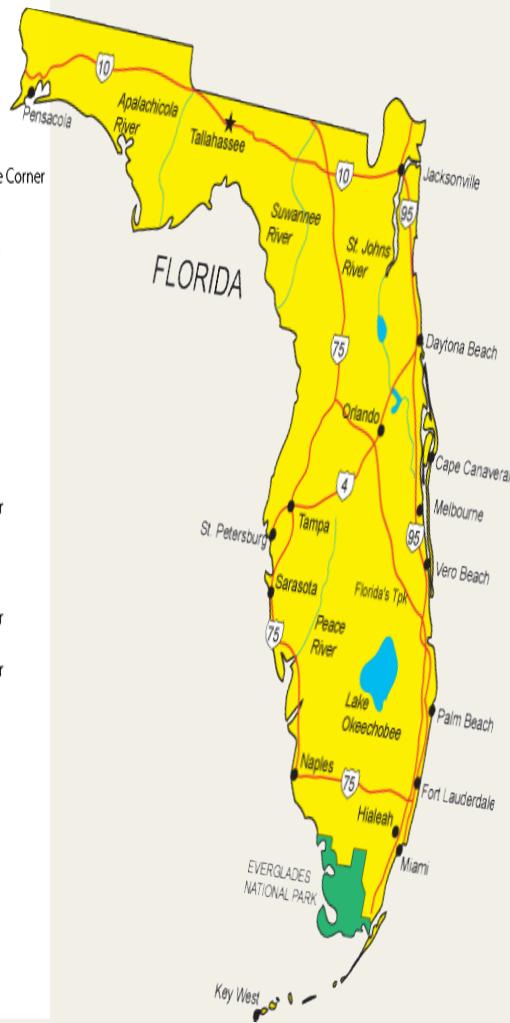 10
Apalachicola
River
Pensacola
Tallahassee
e Corner
10
Jacksonville
95
Suwannee
River
St. Johns
River
FLORIDA
75
Daytona Beach
Orlando
Cape Canaveral
4
Tampa
Melbourne
r
St. Petersburg
95
Vero Beach
Sarasota
Florida's Tpk
r
75
Peace
River
r
Lake
Okeechobee
Palm Beach
Naples
75
Fort Lauderdale
Hialeah
Miami
EVERGLADES
NATIONAL PARK
Key West